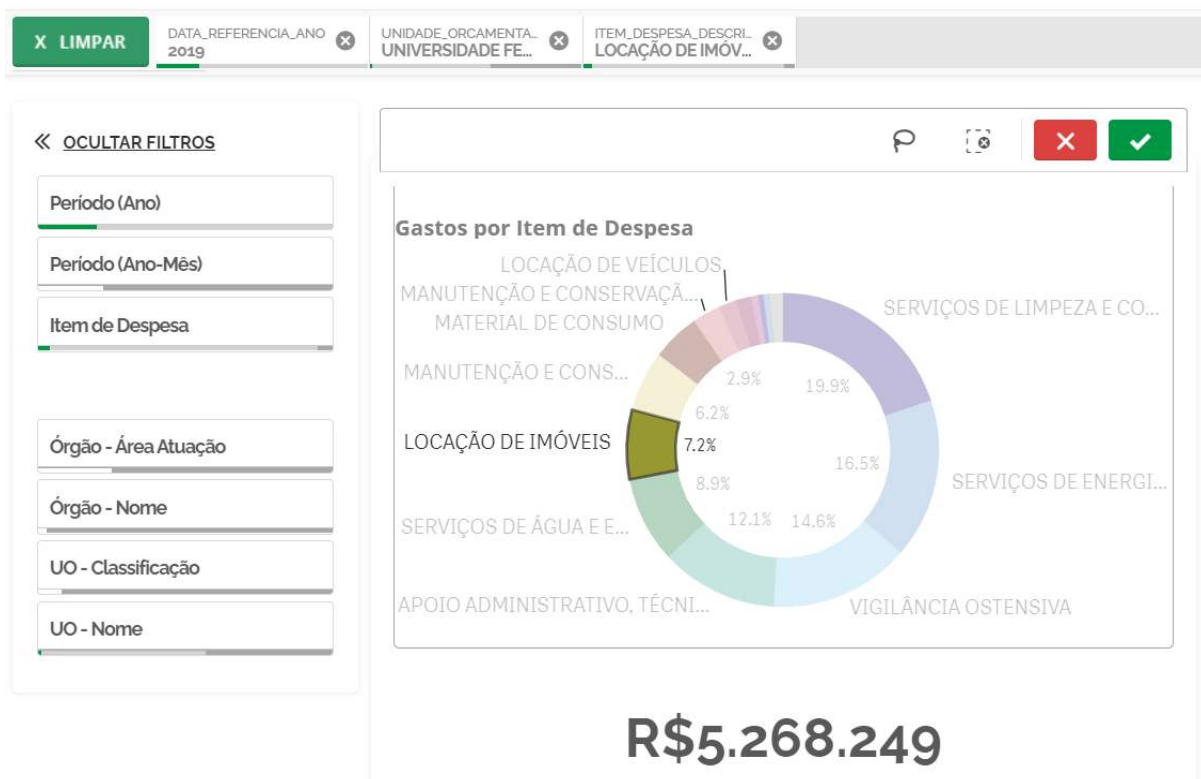 X LIMPAR
DATA_REFERENCIA_ANO
2019
UNIDADE_ORCAMENTA...
UNIVERSIDADE FE...
ITEM_DESPESA_DESCRI...
LOCAÇÃO DE IMÓV...
OCULTAR FILTROS
Período (Ano)
Período (Ano-Mês)
Item de Despesa
Órgão - Área Atuação
Órgão - Nome
UO - Classificação
UO - Nome
Gastos por Item de Despesa
LOCAÇÃO DE VEÍCULOS
MANUTENÇÃO E CONSERVAÇÃ...
MATERIAL DE CONSUMO
MANUTENÇÃO E CONS...
LOCAÇÃO DE IMÓVEIS
SERVIÇOS DE ÁGUA E E...
APOIO ADMINISTRATIVO, TÉCNI...
SERVIÇOS DE LIMPEZA E CO...
SERVIÇOS DE ENERGI...
VIGILÂNCIA OSTENSIVA
2.9%
19.9%
6.2%
7.2%
16.5%
8.9%
12.1%
14.6%
R$5.268.249